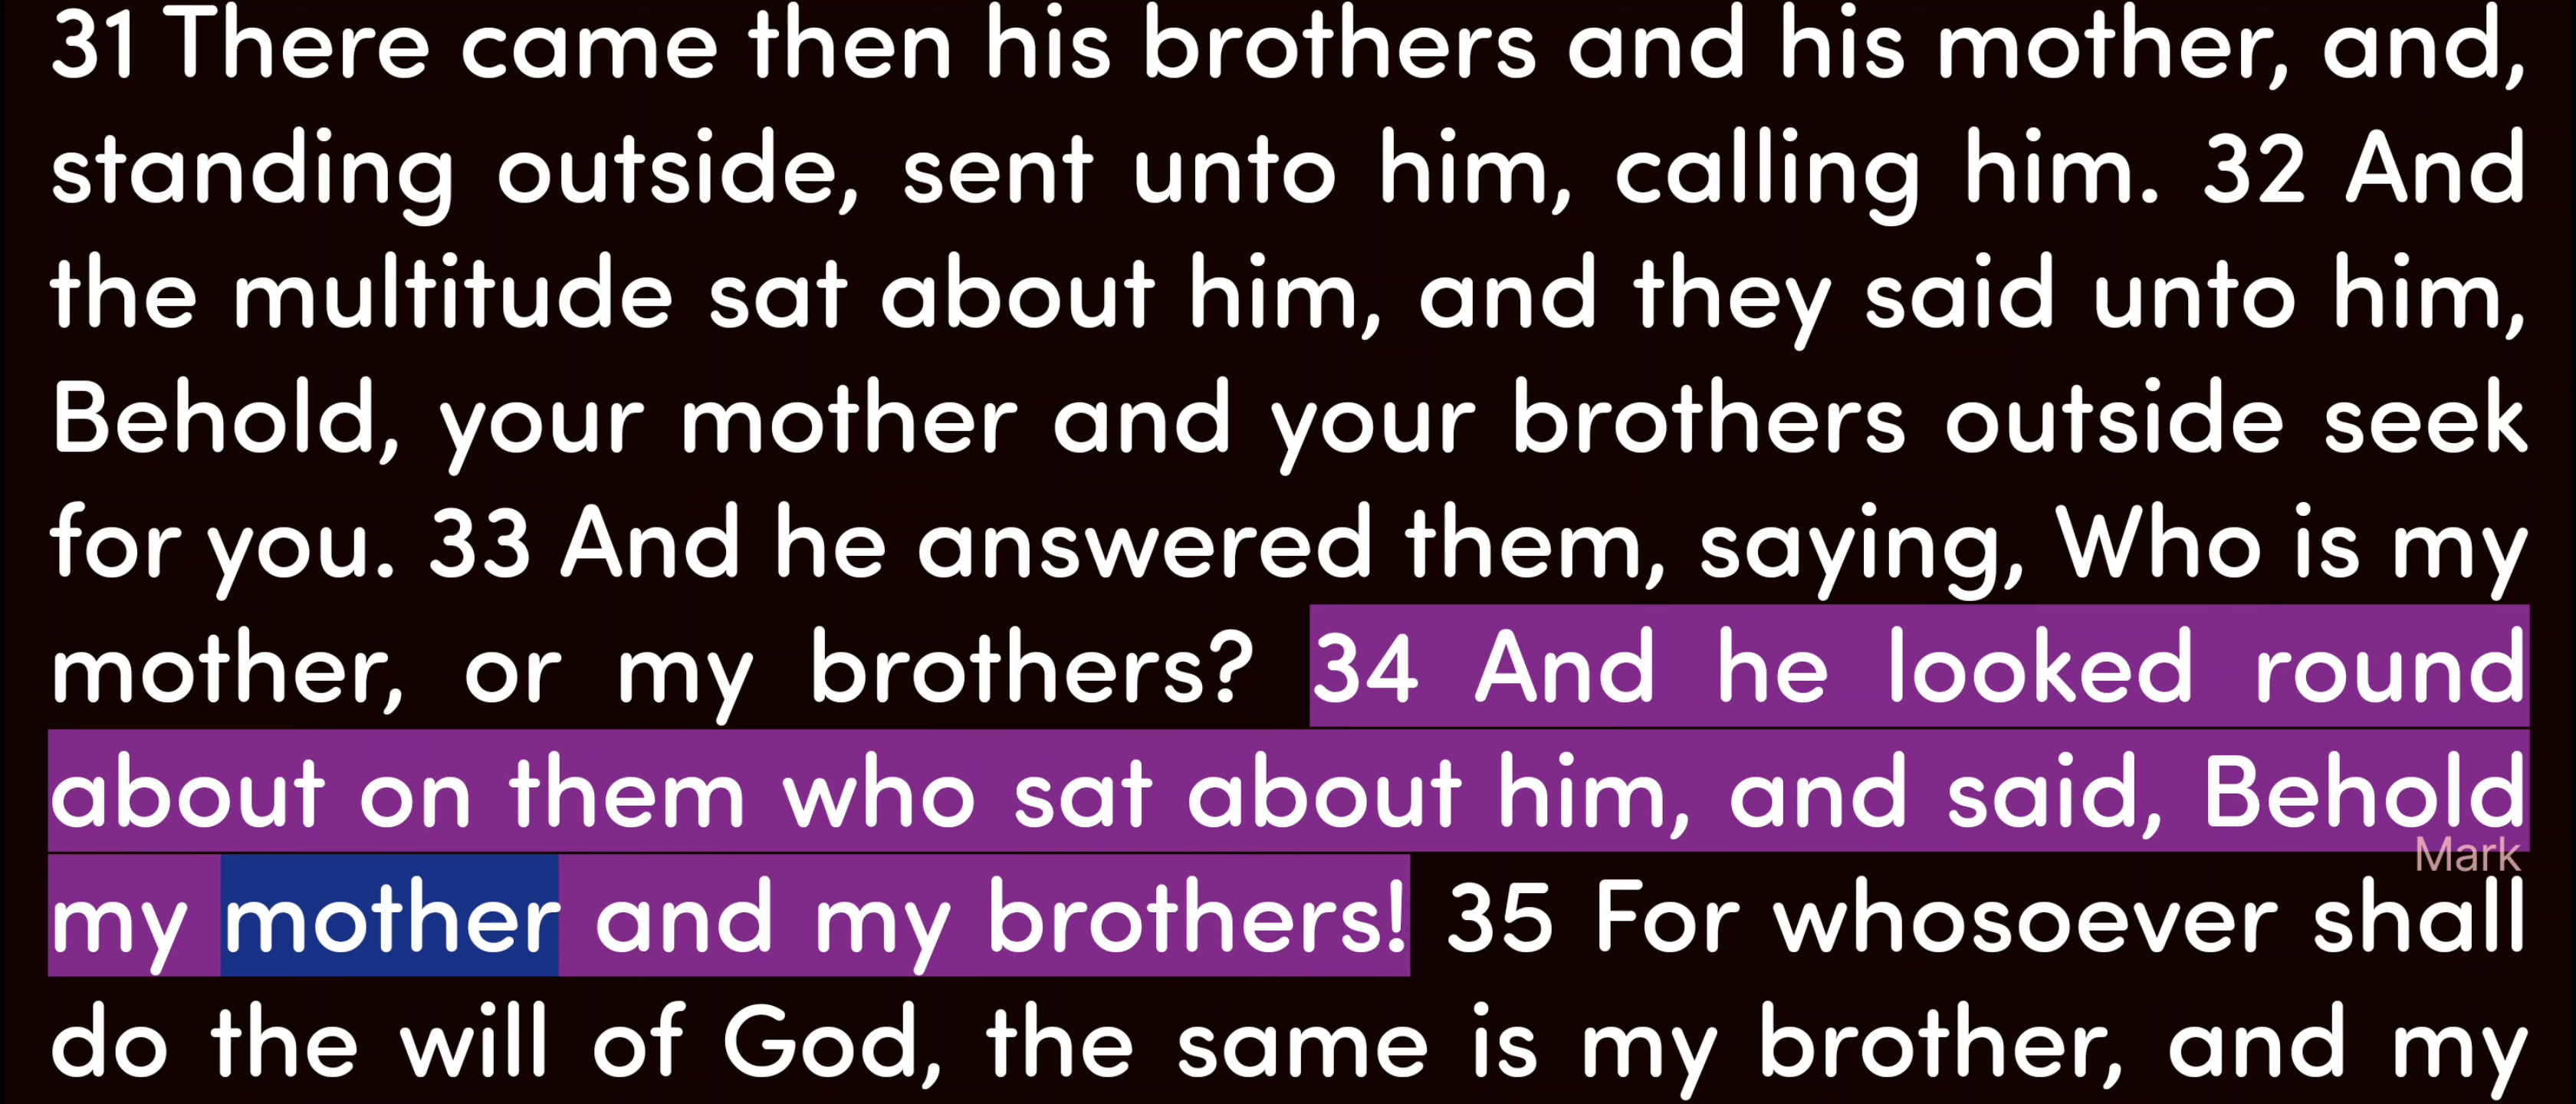 31 There came then his brothers and his mother, and,
standing outside, sent unto him, calling him. 32 And
the multitude sat about him, and they said unto him,
Behold, your mother and your brothers outside seek
for you. 33 And he answered them, saying, Who is my
mother, or my brothers? 34 And he looked round
about on them who sat about him, and said, Behold
Mark
my mother and my brothers! 35 For whosoever shall
do the will of God, the same is my brother, and my